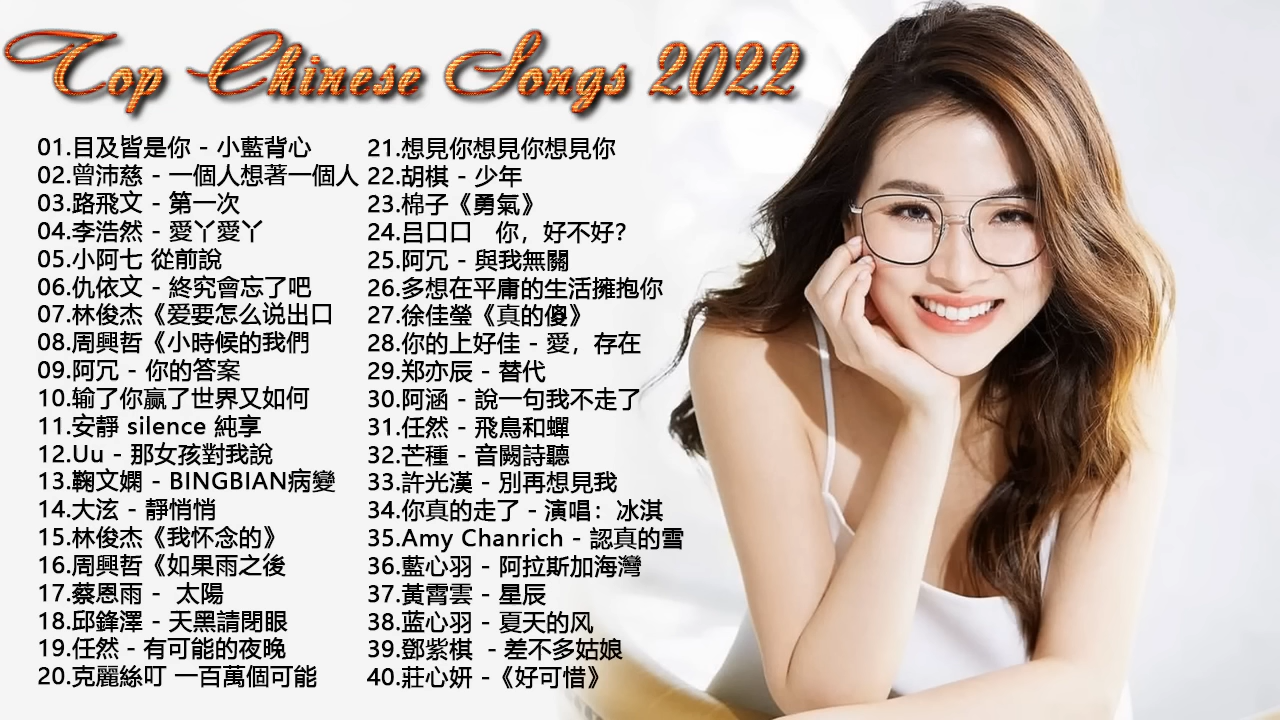 Top Chinese Songs 2022
01.目及皆是你 - 小藍背心
02.曾沛慈 - 一個人想著一個人
03.路飛文 - 第一次
04.李浩然 - 愛丫愛丫
05.小阿七 從前說
06.仇依文 - 終究會忘了吧
07.林俊杰《爱要怎么说出口
08.周興哲《小時候的我們
09.阿冗 - 你的答案
10.输了你赢了世界又如何
11.安靜 silence 純享
12.Uu - 那女孩對我說
13.鞠文嫻 - BINGBIAN病變
14.大泫 - 靜悄悄
15.林俊杰《我怀念的》
16.周興哲《如果雨之後
17.蔡恩雨 - 太陽
18.邱鋒澤 - 天黑請閉眼
19.任然 - 有可能的夜晚
20.克麗絲叮 一百萬個可能
21.想見你想見你想見你
22.胡棋 - 少年
23.棉子《勇氣》
24.吕口口 你，好不好？
25.阿冗 - 與我無關
26.多想在平庸的生活擁抱你
27.徐佳瑩《真的傻》
28.你的上好佳 - 愛，存在
29.郑亦辰 - 替代
30.阿涵 - 說一句我不走了
31.任然 - 飛鳥和蟬
32.芒種 - 音闕詩聽
33.許光漢 - 別再想見我
34.你真的走了 - 演唱：冰淇
35.Amy Chanrich - 認真的雪
36.藍心羽 - 阿拉斯加海灣
37.黃霄雲 - 星辰
38.蓝心羽 - 夏天的风
39.鄧紫棋 - 差不多姑娘
40.莊心妍 -《好可惜》